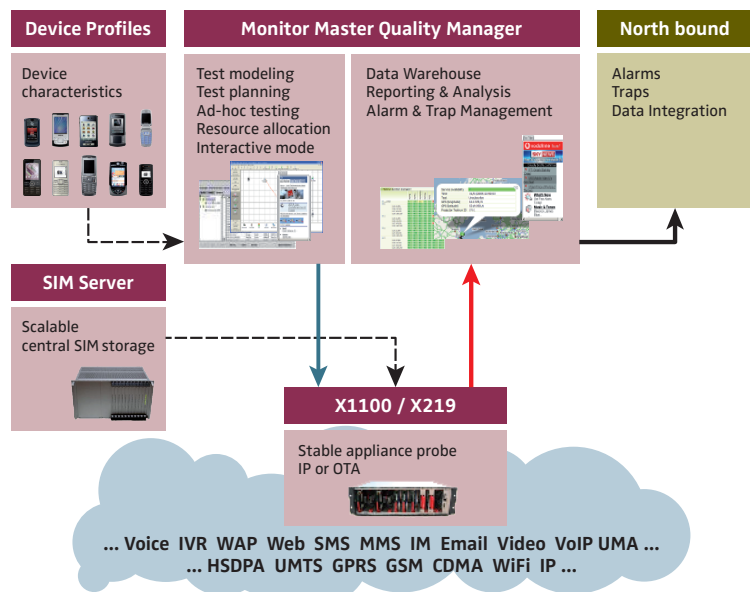 Device Profiles
Device
characteristics
Monitor Master Quality Manager
Test modeling
Test planning
Ad-hoc testing
Resource allocation
Interactive mode
Data Warehouse
Reporting & Analysis
Alarm & Trap Management
North bound
Alarms
Traps
Data Integration
SIM Server
Scalable
central SIM storage
X1100 / X219
Stable appliance probe
IP or OTA
... Voice IVR WAP Web SMS MMS IM Email Video VoIP UMA ...
... HSDPA UMTS GPRS GSM CDMA WiFi IP ...